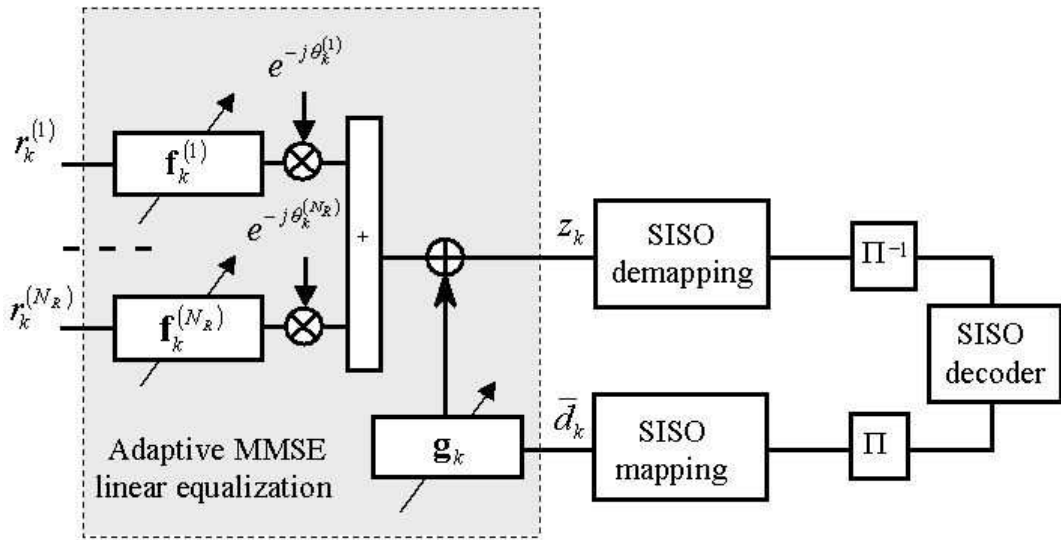 e^{-jθ_k^{(1)}}
r_k^{(1)}
f_k^{(1)}
+
e^{-jθ_k^{(N_R)}}
r_k^{(N_R)}
f_k^{(N_R)}
z_k
SISO
demapping
Π^{-1}
SISO
decoder
Adaptive MMSE
linear equalization
g_k
d̄_k
SISO
mapping
Π